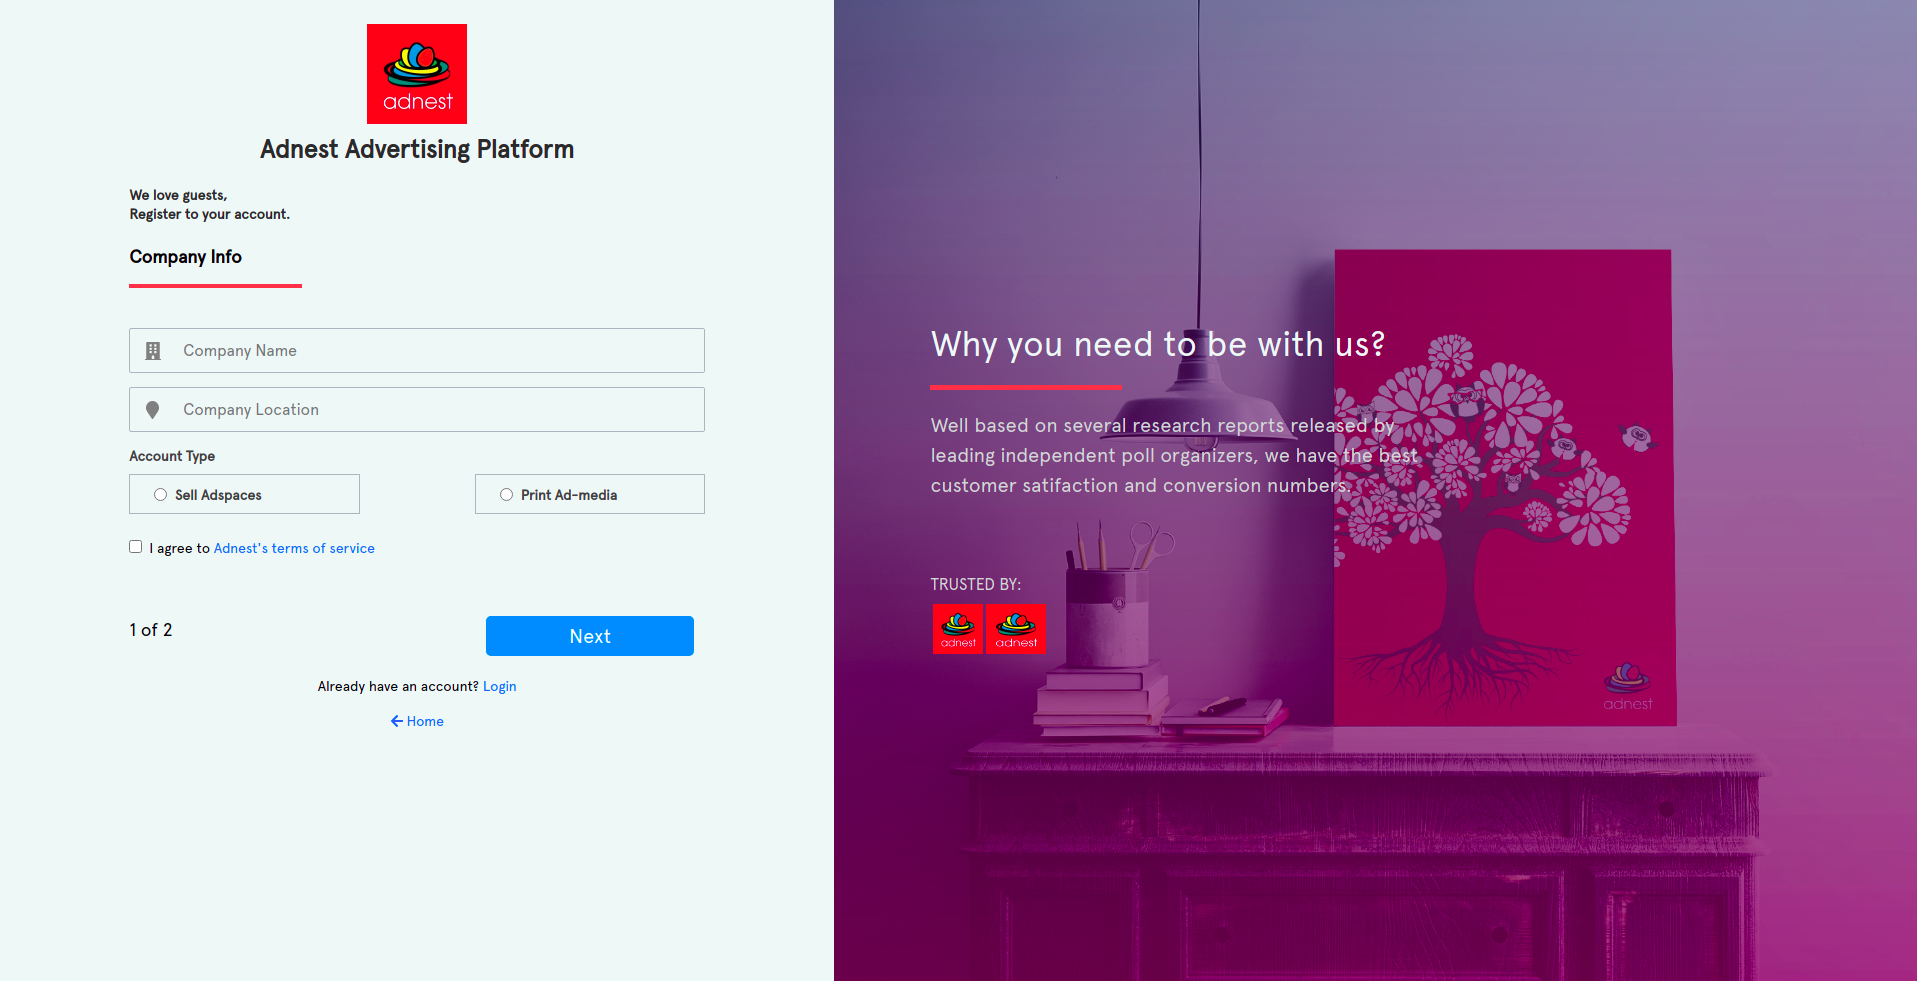 adnest
Adnest Advertising Platform
We love guests,
Register to your account.
Company Info
Company Name
Company Location
Account Type
Sell Adspaces
Print Ad-media
I agree to Adnest's terms of service
1 of 2
Next
Already have an account? Login
Home
Why you need to be with us?
Well based on several research reports released by
leading independent poll organizers, we have the best
customer satifaction and conversion numbers.
TRUSTED BY:
adnest
adnest
adnest